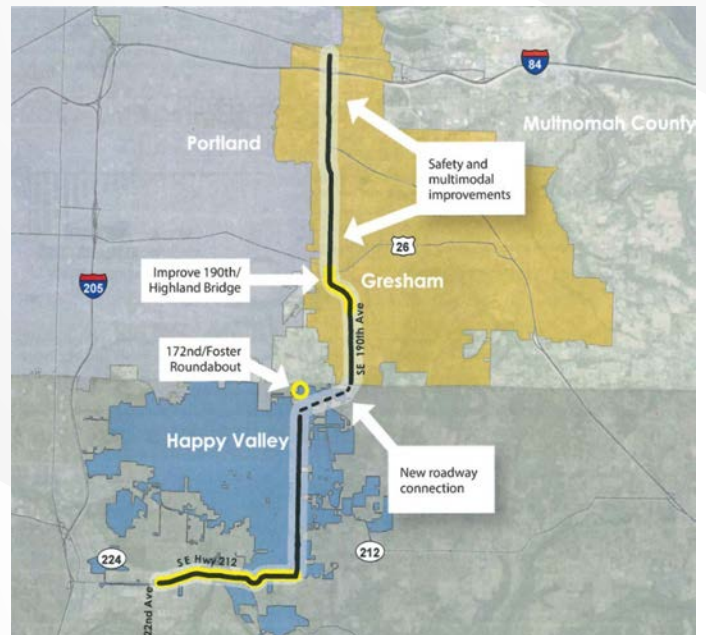 84
Multnomah County
Portland
Safety and
multimodal
improvements
26
Improve 190th/
Highland Bridge
Gresham
205
SE 190th Ave
172nd/Foster
Roundabout
Happy Valley
New roadway
connection
224
SE Hwy 212
212
22nd Ave